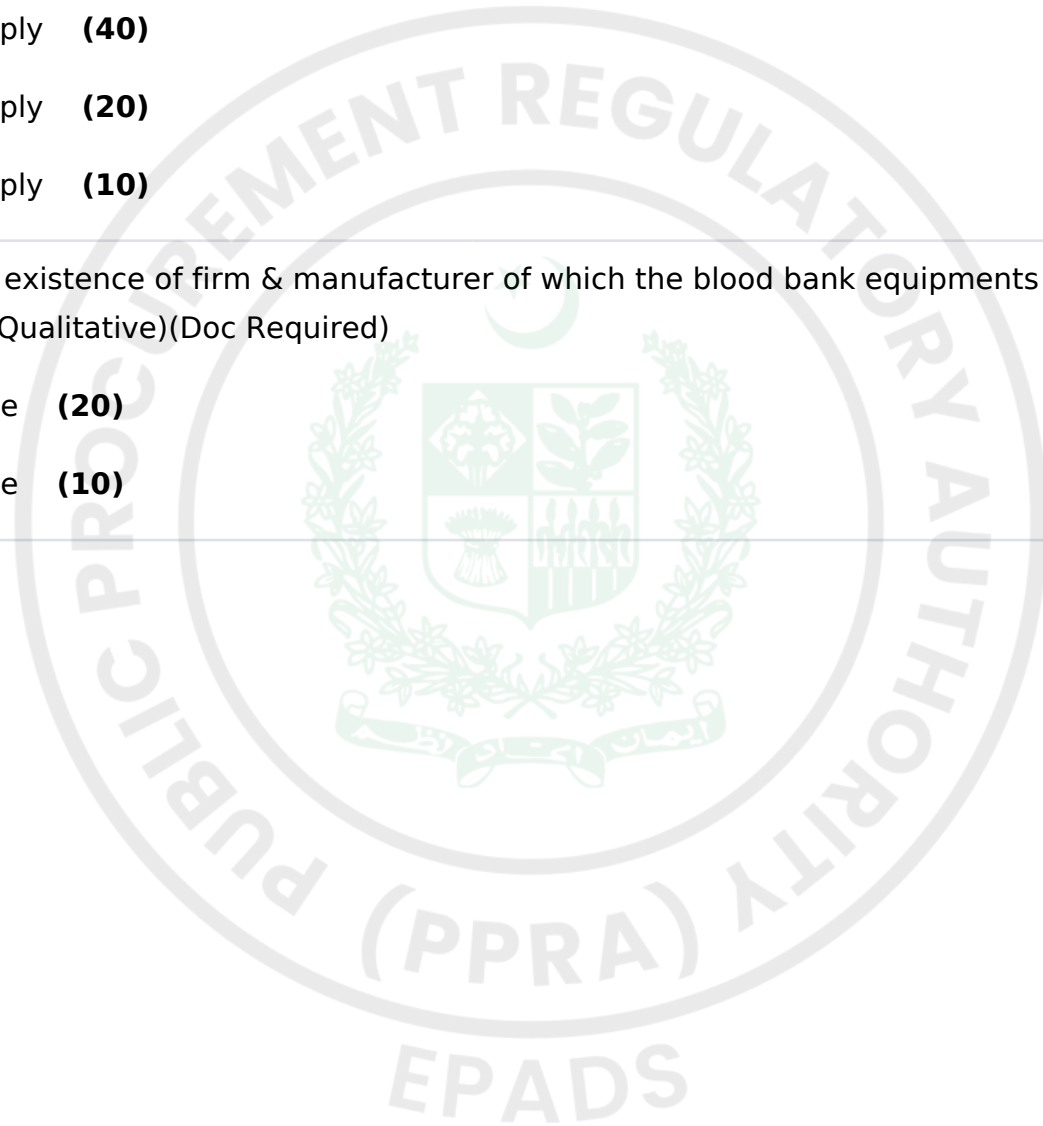 ply (40)
ply (20)
ply (10)
existence of firm & manufacturer of which the blood bank equipments
Qualitative)(Doc Required)
e (20)
e (10)
PUBLIC PROCUREMENT REGULATORY AUTHORITY
(PPRA)
EPADS